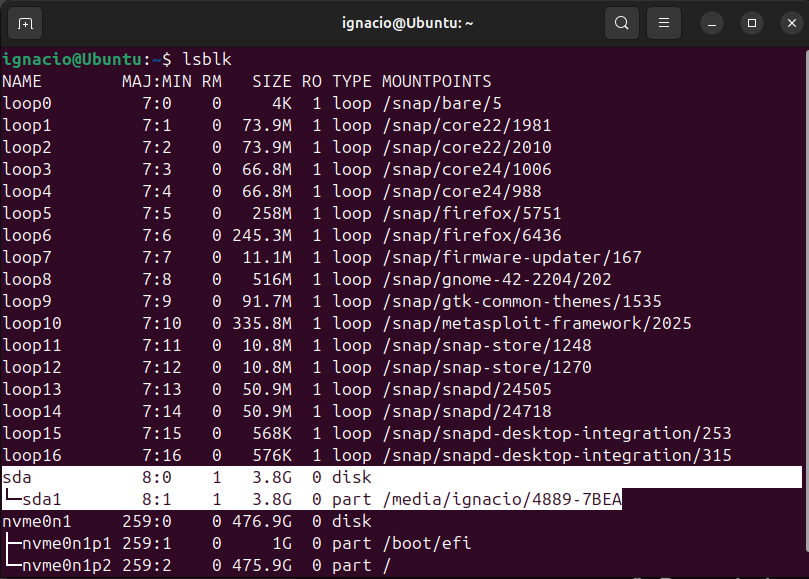 ignacio@Ubuntu: ~
ignacio@Ubuntu:~$ lsblk
NAME        MAJ:MIN RM   SIZE RO TYPE MOUNTPOINTS
loop0         7:0    0     4K  1 loop /snap/bare/5
loop1         7:1    0  73.9M  1 loop /snap/core22/1981
loop2         7:2    0  73.9M  1 loop /snap/core22/2010
loop3         7:3    0  66.8M  1 loop /snap/core24/1006
loop4         7:4    0  66.8M  1 loop /snap/core24/988
loop5         7:5    0   258M  1 loop /snap/firefox/5751
loop6         7:6    0 245.3M  1 loop /snap/firefox/6436
loop7         7:7    0  11.1M  1 loop /snap/firmware-updater/167
loop8         7:8    0   516M  1 loop /snap/gnome-42-2204/202
loop9         7:9    0  91.7M  1 loop /snap/gtk-common-themes/1535
loop10        7:10   0 335.8M  1 loop /snap/metasploit-framework/2025
loop11        7:11   0  10.8M  1 loop /snap/snap-store/1248
loop12        7:12   0  10.8M  1 loop /snap/snap-store/1270
loop13        7:13   0  50.9M  1 loop /snap/snapd/24505
loop14        7:14   0  50.9M  1 loop /snap/snapd/24718
loop15        7:15   0   568K  1 loop /snap/snapd-desktop-integration/253
loop16        7:16   0   576K  1 loop /snap/snapd-desktop-integration/315
sda           8:0    1   3.8G  0 disk
└─sda1        8:1    1   3.8G  0 part /media/ignacio/4889-7BEA
nvme0n1     259:0    0 476.9G  0 disk
├─nvme0n1p1 259:1    0     1G  0 part /boot/efi
└─nvme0n1p2 259:2    0 475.9G  0 part /